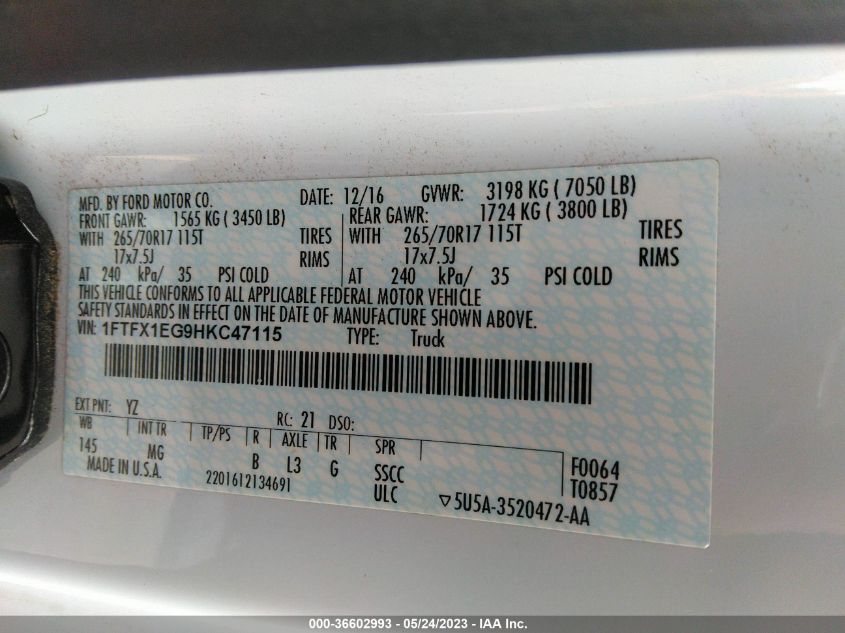 MFD. BY FORD MOTOR CO. DATE: 12/16 GVWR: 3198 KG ( 7050 LB)
FRONT GAWR: 1565 KG ( 3450 LB) REAR GAWR: 1724 KG ( 3800 LB)
WITH 265/70R17 115T TIRES WITH 265/70R17 115T TIRES
17x7.5J RIMS 17x7.5J RIMS
AT 240 kPa/ 35 PSI COLD AT 240 kPa/ 35 PSI COLD
THIS VEHICLE CONFORMS TO ALL APPLICABLE FEDERAL MOTOR VEHICLE
SAFETY STANDARDS IN EFFECT ON THE DATE OF MANUFACTURE SHOWN ABOVE.
VIN: 1FTFX1EG9HKC47115 TYPE: Truck
EXT PNT: YZ RC: 21 DSO:
WB INT TR TP/PS R AXLE TR SPR
145 MG B L3 G SSCC F0064
MADE IN U.S.A. 2201612134691 ULC T0857
▽5U5A-3520472-AA
000-36602993 - 05/24/2023 - IAA Inc.